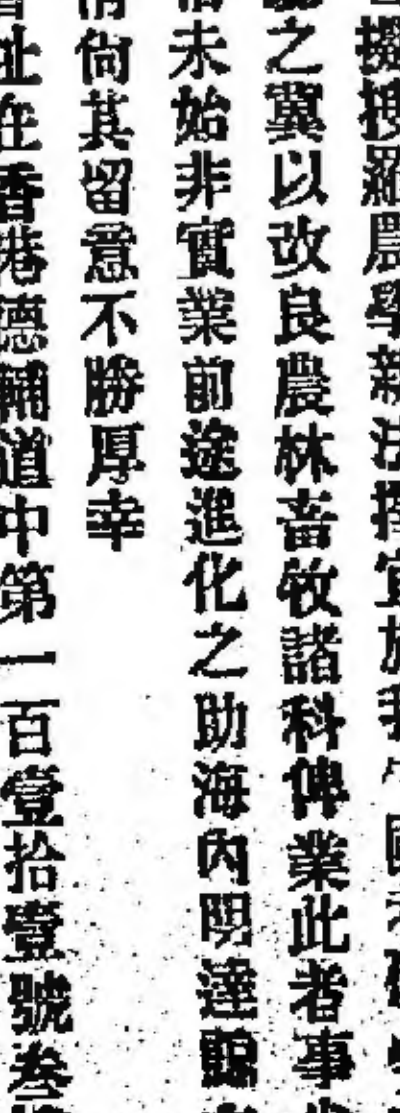 搜羅農學新法擇宜於我
之冀以改良農林畜牧諸科俾業此者事
未始非實業前途進化之助海內明達
尙其留意不勝厚幸
址在香港德輔道中第一百壹拾壹號叁